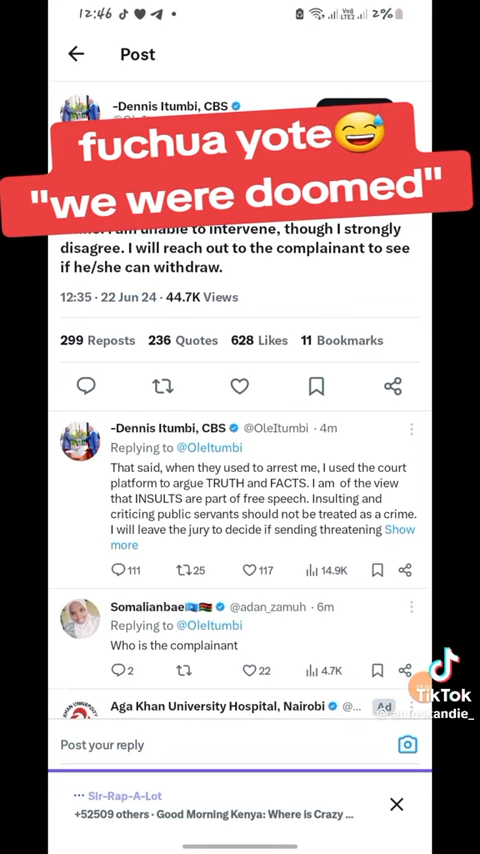 12:46
2%
Post
-Dennis Itumbi, CBS
fuchua yote😅
"we were doomed"
unable to intervene, though I strongly
disagree. I will reach out to the complainant to see
if he/she can withdraw.
12:35 · 22 Jun 24 · 44.7K Views
299 Reposts 236 Quotes 628 Likes 11 Bookmarks
-Dennis Itumbi, CBS @OleItumbi · 4m
Replying to @OleItumbi
That said, when they used to arrest me, I used the court
platform to argue TRUTH and FACTS. I am of the view
that INSULTS are part of free speech. Insulting and
criticizing public servants should not be treated as a crime.
I will leave the jury to decide if sending threatening Show
more
111 25 117 14.9K
Somalianbae🇸🇴🇰🇪 @adan_zamuh · 6m
Replying to @OleItumbi
Who is the complainant
2 22 4.7K
Aga Khan University Hospital, Nairobi @... Ad
TikTok
Post your reply
··· Sir-Rap-A-Lot
+52509 others · Good Morning Kenya: Where is Crazy ...